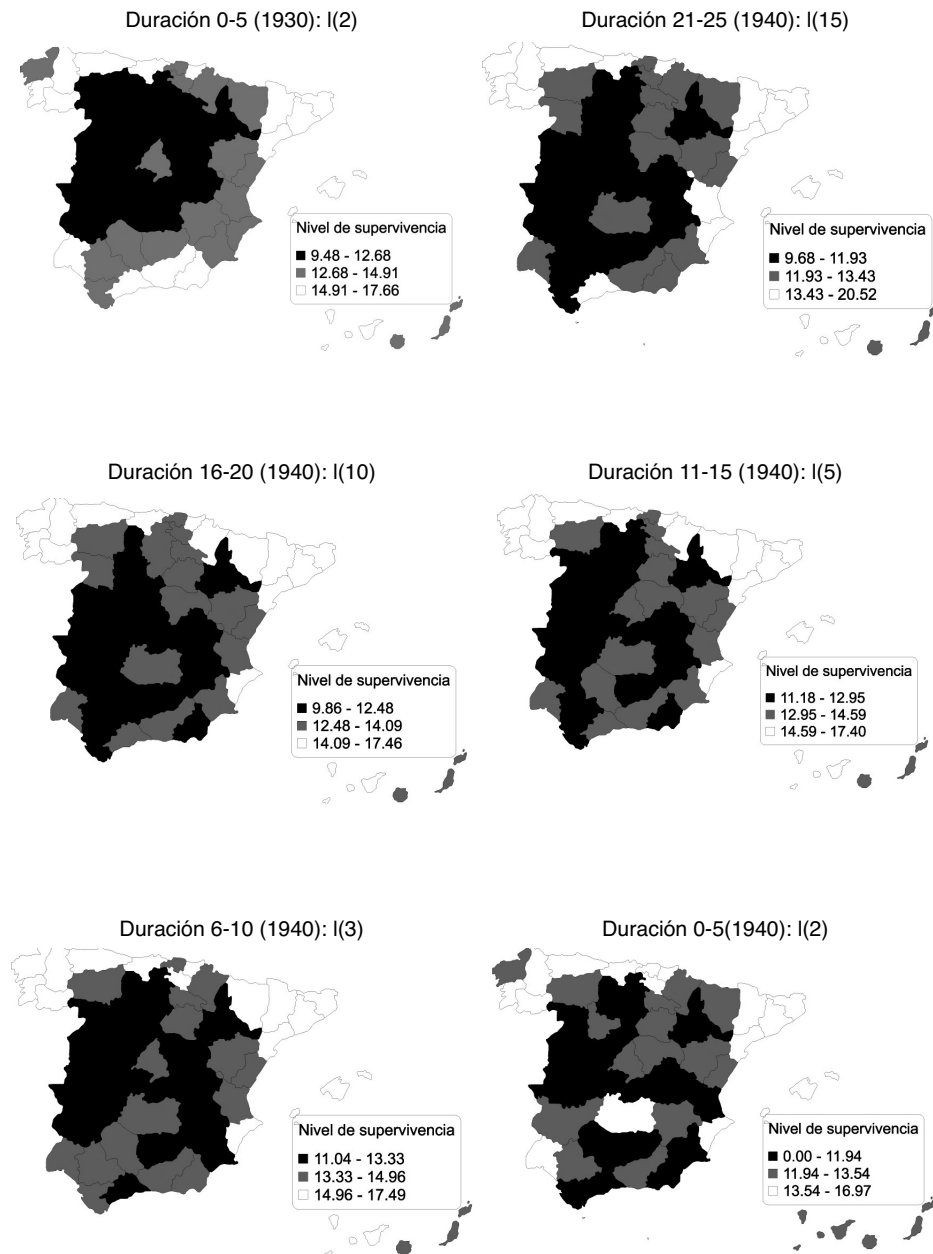 Duración 0-5 (1930): l(2)
Nivel de supervivencia
9.48 - 12.68
12.68 - 14.91
14.91 - 17.66
Duración 21-25 (1940): l(15)
Nivel de supervivencia
9.68 - 11.93
11.93 - 13.43
13.43 - 20.52
Duración 16-20 (1940): l(10)
Nivel de supervivencia
9.86 - 12.48
12.48 - 14.09
14.09 - 17.46
Duración 11-15 (1940): l(5)
Nivel de supervivencia
11.18 - 12.95
12.95 - 14.59
14.59 - 17.40
Duración 6-10 (1940): l(3)
Nivel de supervivencia
11.04 - 13.33
13.33 - 14.96
14.96 - 17.49
Duración 0-5(1940): l(2)
Nivel de supervivencia
0.00 - 11.94
11.94 - 13.54
13.54 - 16.97